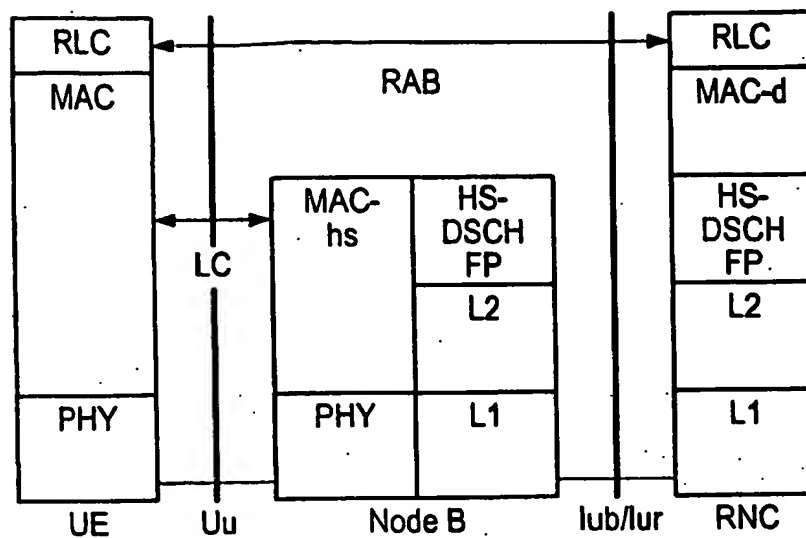 RLC
RLC
RAB
MAC
MAC-d
MAC-
hs
HS-
DSCH
FP
HS-
DSCH
FP
LC
L2
L2
PHY
PHY
L1
L1
UE
Uu
Node B
Iub/Iur
RNC